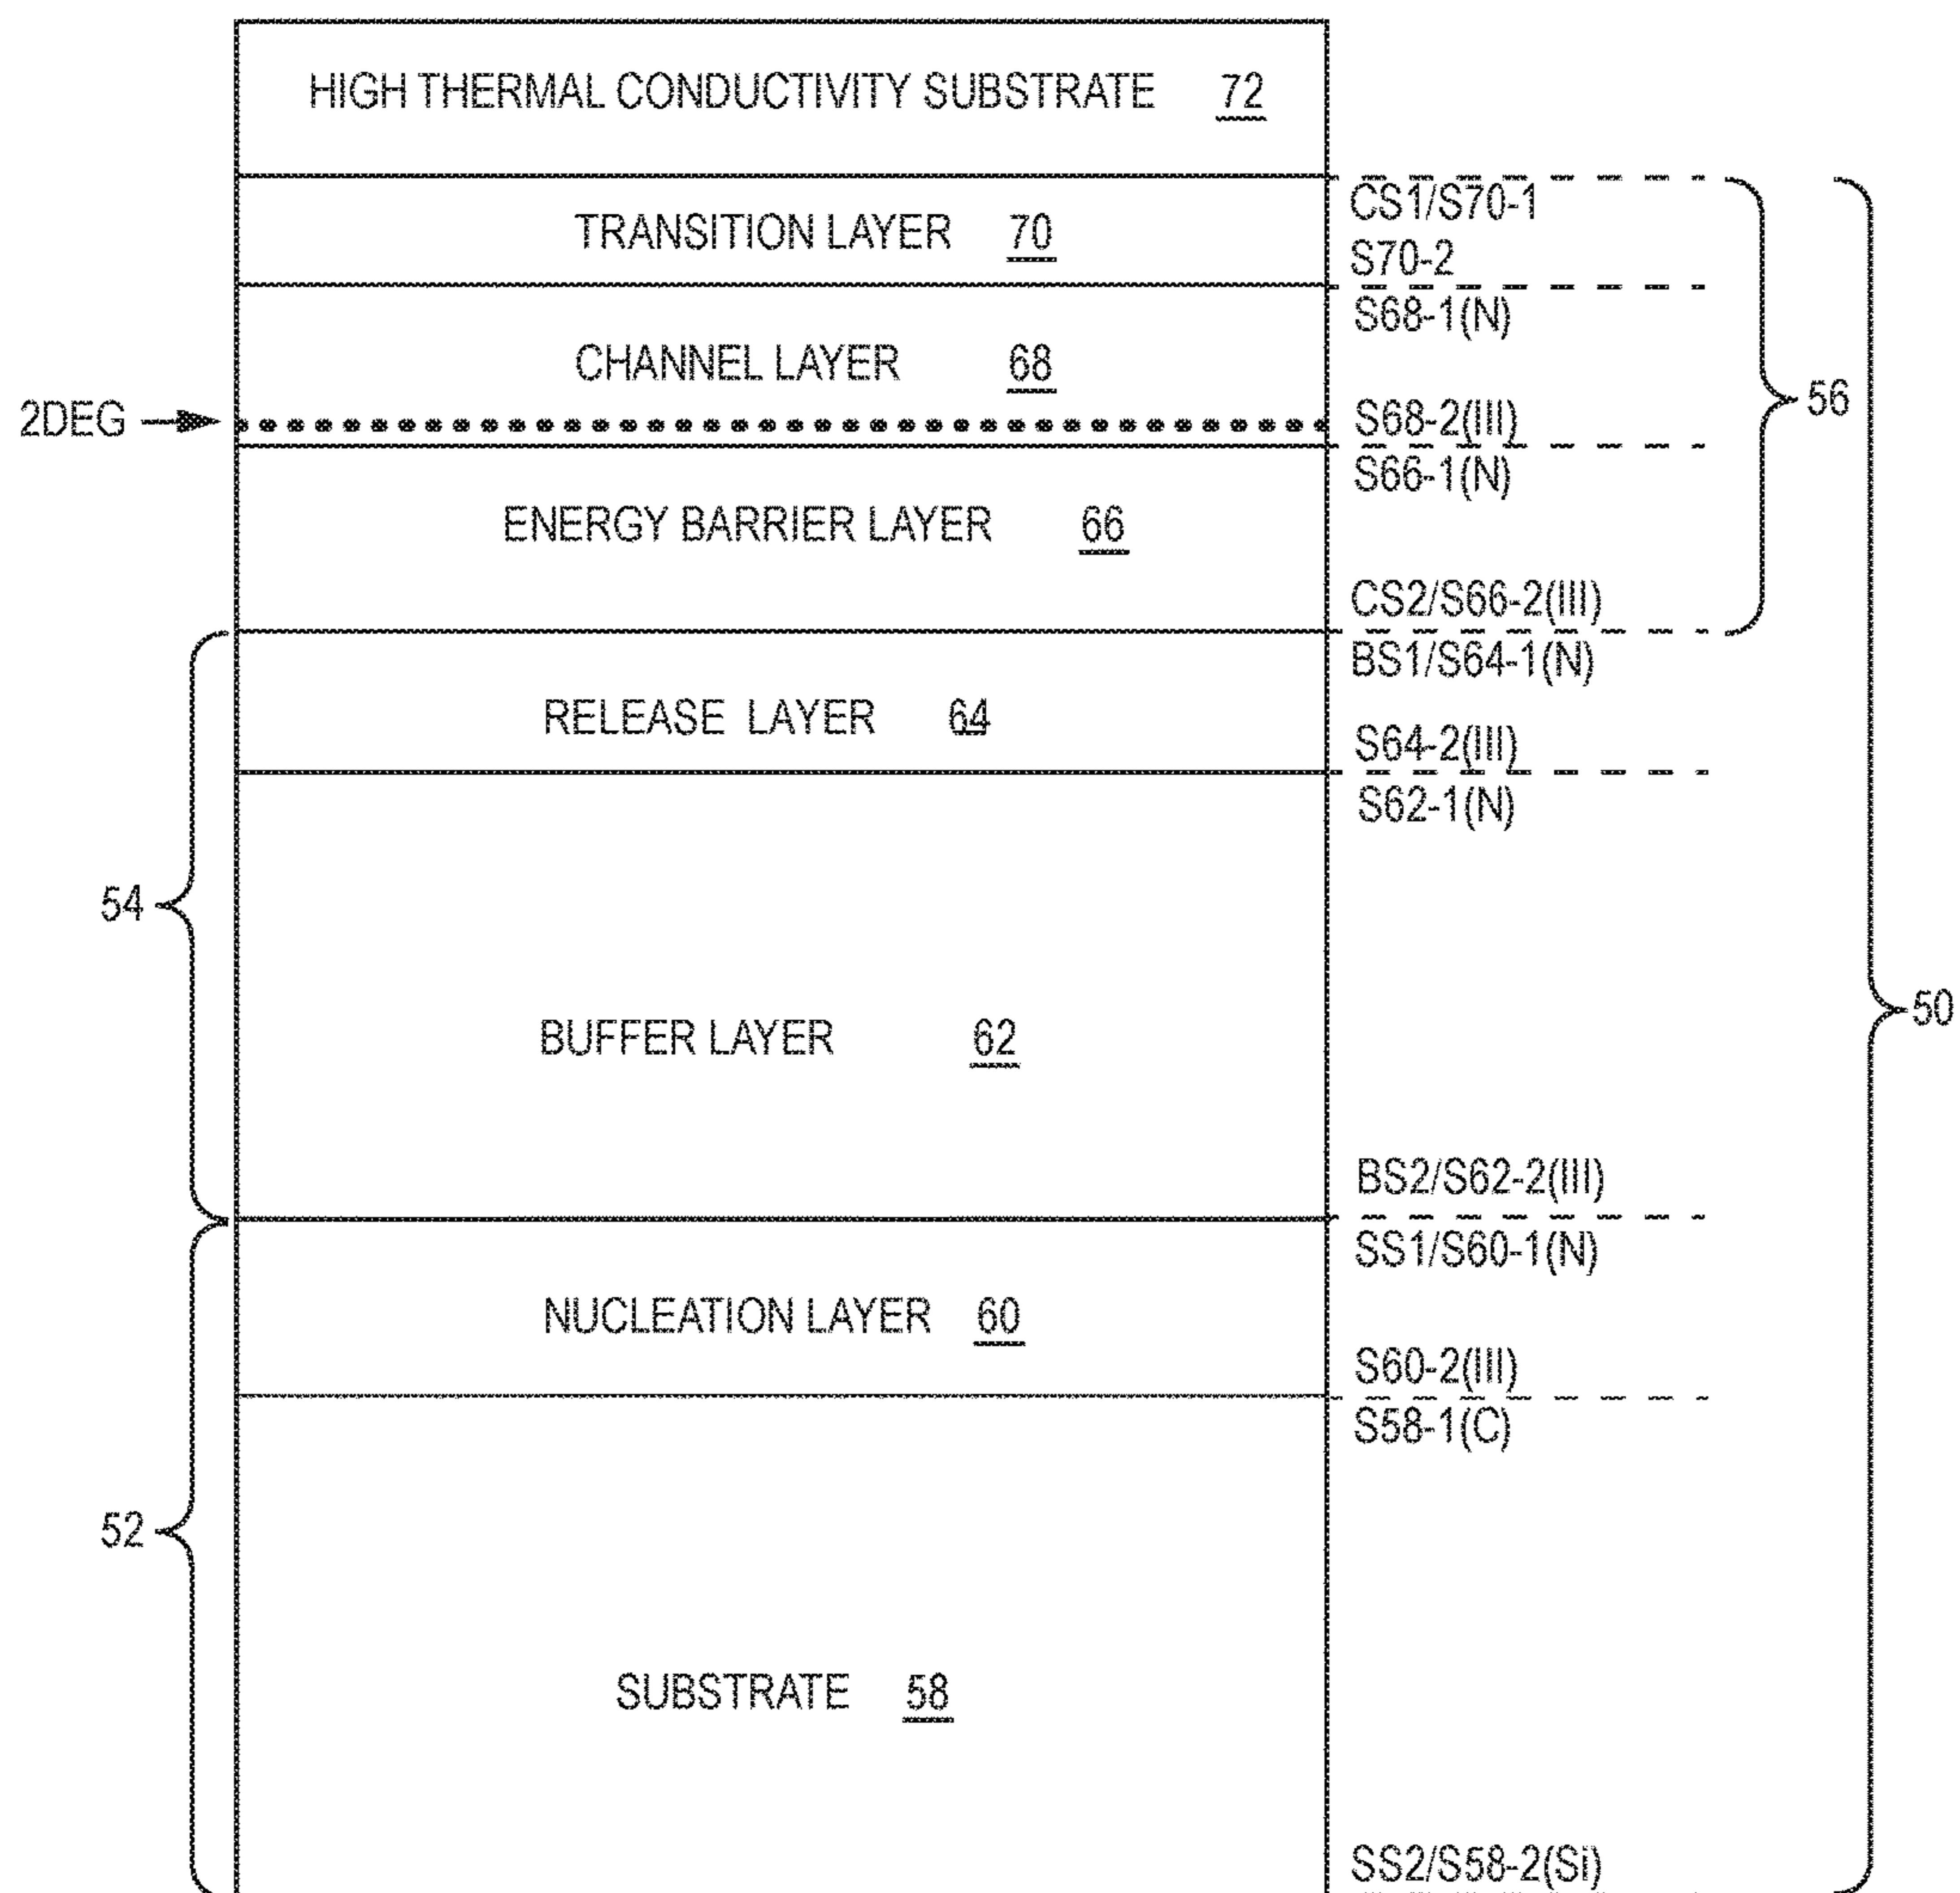 HIGH THERMAL CONDUCTIVITY SUBSTRATE 72
CS1/S70-1
TRANSITION LAYER 70
S70-2
S68-1(N)
CHANNEL LAYER 68
56
2DEG
S68-2(III)
S66-1(N)
ENERGY BARRIER LAYER 66
CS2/S66-2(III)
BS1/S64-1(N)
RELEASE LAYER 64
S64-2(III)
S62-1(N)
54
50
BUFFER LAYER 62
BS2/S62-2(III)
SS1/S60-1(N)
NUCLEATION LAYER 60
S60-2(III)
S58-1(C)
52
SUBSTRATE 58
SS2/S58-2(Si)